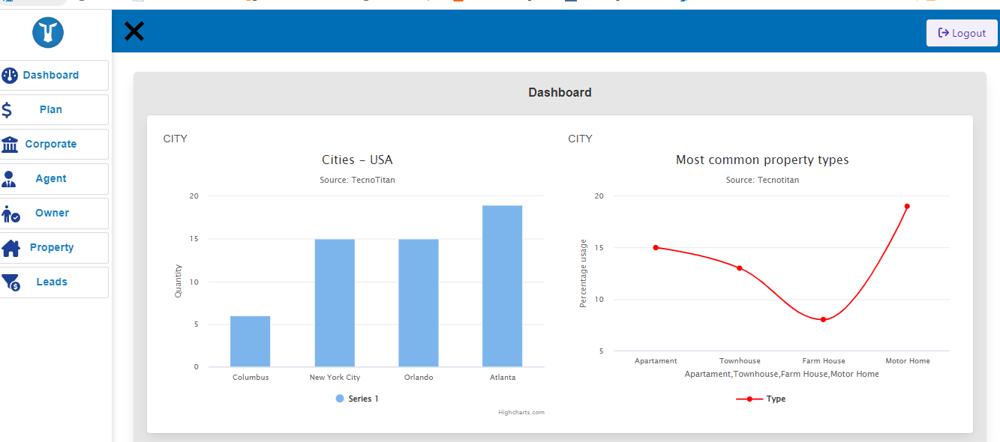 Logout
Dashboard
Plan
Corporate
Agent
Owner
Property
Leads
Dashboard
CITY
Cities - USA
Source: TecnoTitan
20
15
10
5
0
Quantity
Columbus
New York City
Orlando
Atlanta
Series 1
Highcharts.com
CITY
Most common property types
Source: Tecnotitan
20
15
10
5
Percentage usage
Apartament
Townhouse
Farm House
Motor Home
Apartament,Townhouse,Farm House,Motor Home
Type